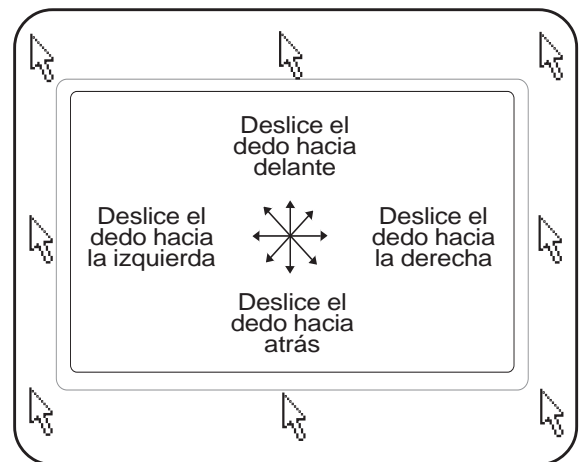 Deslice el
dedo hacia
delante
Deslice el
dedo hacia
la izquierda
Deslice el
dedo hacia
la derecha
Deslice el
dedo hacia
atrás